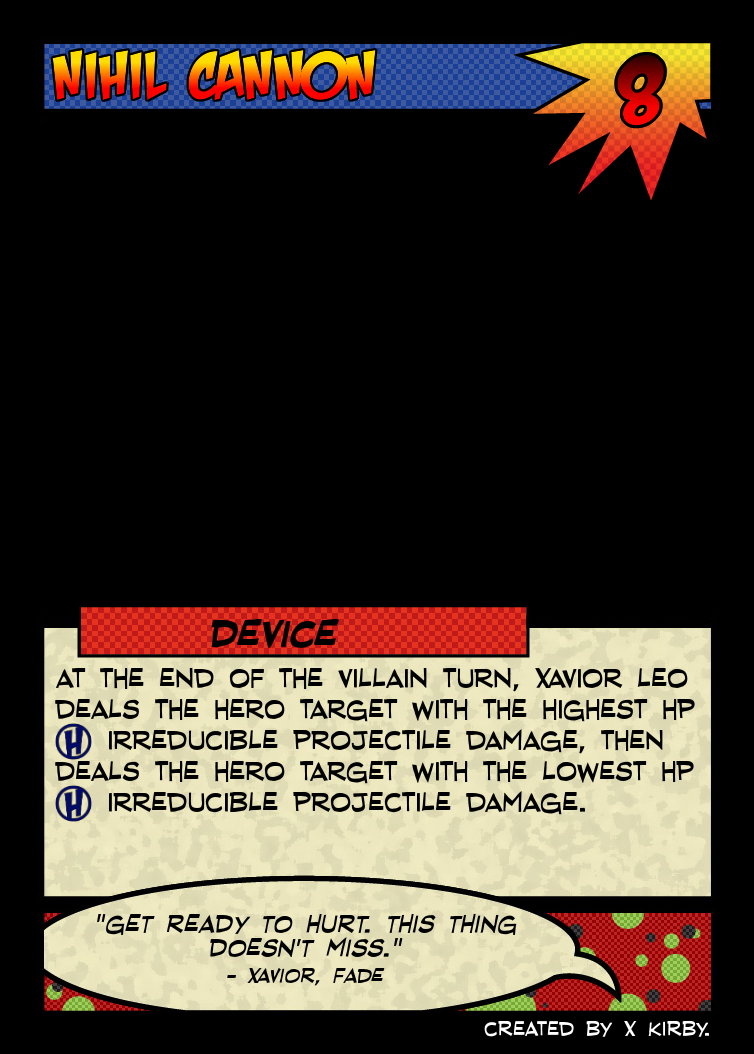 NIHIL CANNON
8
DEVICE
AT THE END OF THE VILLAIN TURN, XAVIOR LEO
DEALS THE HERO TARGET WITH THE HIGHEST HP
H IRREDUCIBLE PROJECTILE DAMAGE, THEN
DEALS THE HERO TARGET WITH THE LOWEST HP
H IRREDUCIBLE PROJECTILE DAMAGE.
"GET READY TO HURT. THIS THING
DOESN'T MISS."
- XAVIOR, FADE
CREATED BY X KIRBY.